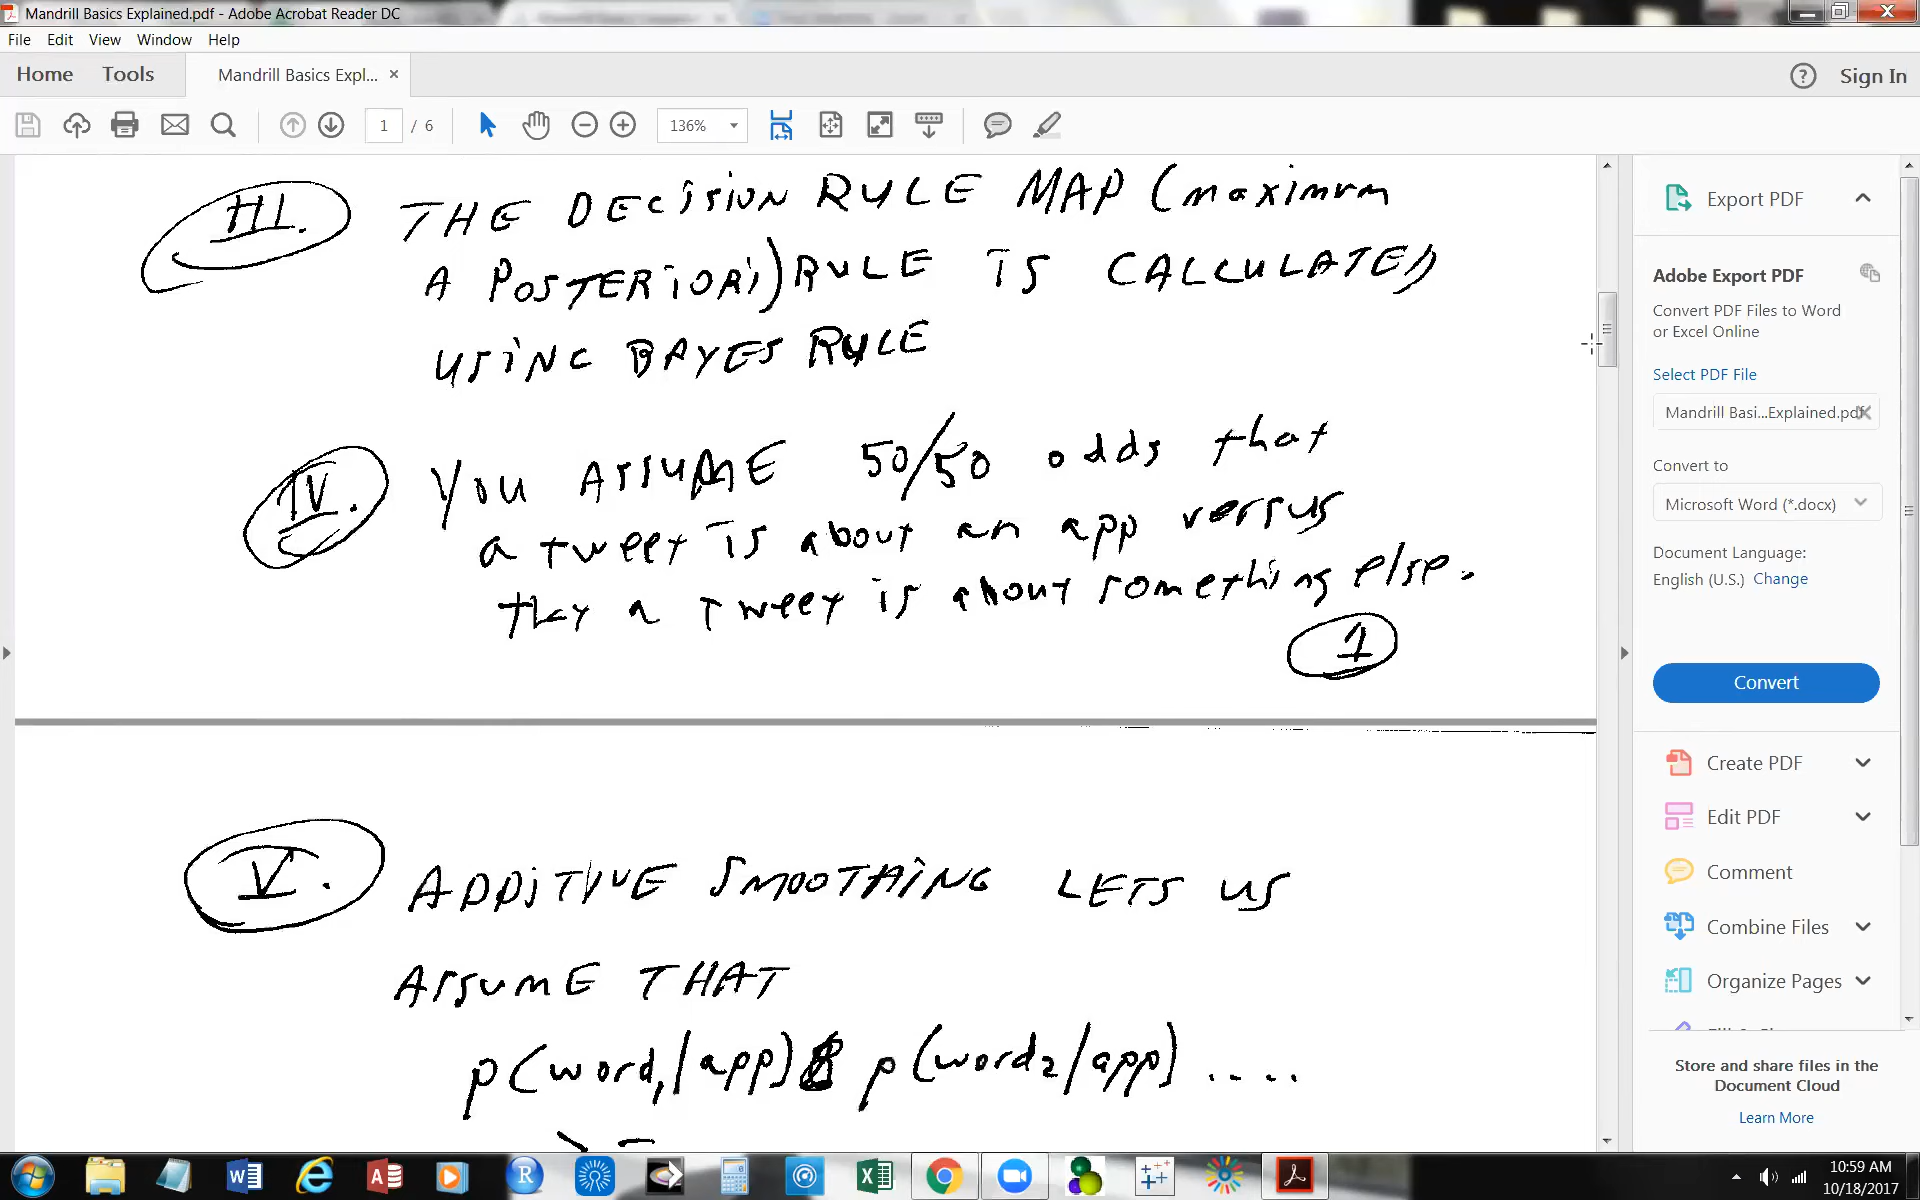 Mandrill Basics Explained.pdf - Adobe Acrobat Reader DC
File Edit View Window Help
Home Tools Mandrill Basics Expl... × ? Sign In
1 / 6 136%
III. THE DECISION RULE MAP (maximum
A POSTERIORI) RULE IS CALCULATED
USING BAYES RULE
IV. YOU ASSUME 50/50 odds that
a tweet is about an app versus
that a tweet is about something else.
1
V. ADDITIVE SMOOTHING LETS US
ASSUME THAT
p(word1/app) & p(word2/app) ....
Export PDF
Adobe Export PDF
Convert PDF Files to Word
or Excel Online
Select PDF File
Mandrill Basi...Explained.pdf
Convert to
Microsoft Word (*.docx)
Document Language:
English (U.S.) Change
Convert
Create PDF
Edit PDF
Comment
Combine Files
Organize Pages
Store and share files in the
Document Cloud
Learn More
10:59 AM
10/18/2017